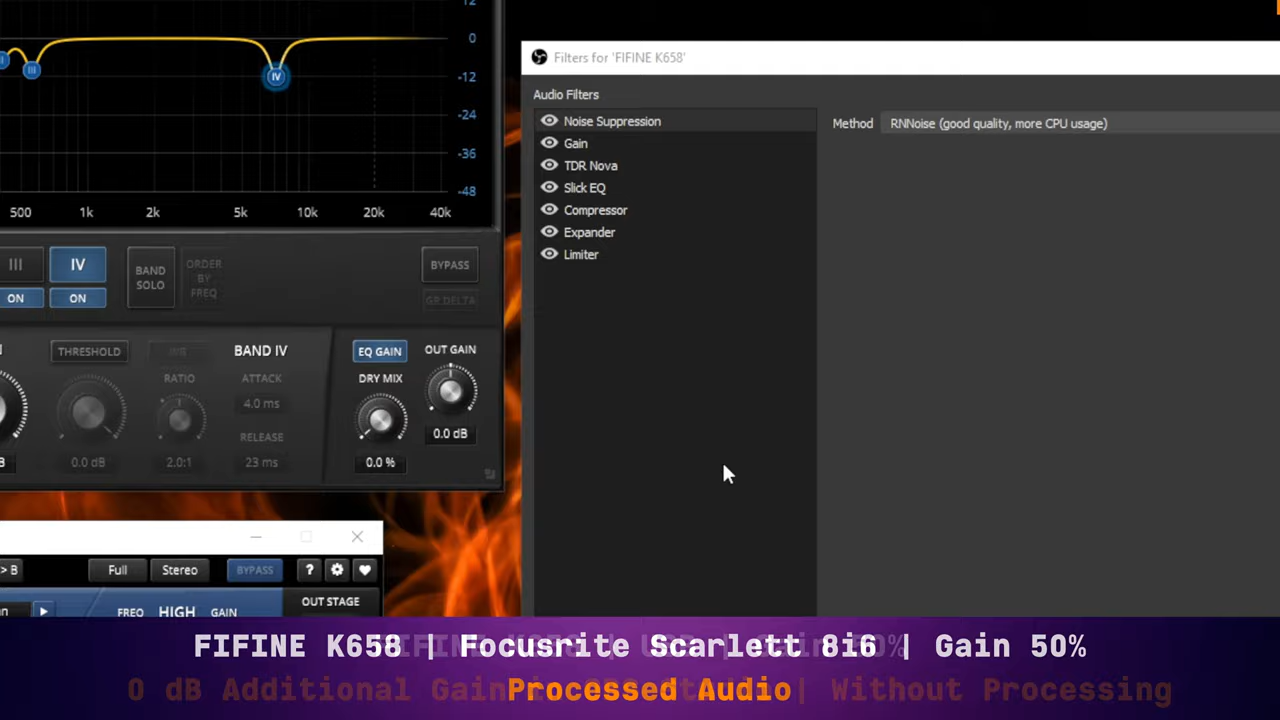 12
0
-12
-24
-36
-48
500 1k 2k 5k 10k 20k 40k
III IV BAND SOLO ORDER BY FREQ BYPASS
ON ON GR DELTA
THRESHOLD BAND IV EQ GAIN OUT GAIN
RATIO ATTACK DRY MIX
4.0 ms
RELEASE 0.0 dB
B 0.0 dB 2.0:1 23 ms 0.0 %
III IV
Filters for 'FIFINE K658'
Audio Filters
Noise Suppression
Gain
TDR Nova
Slick EQ
Compressor
Expander
Limiter
Method RNNoise (good quality, more CPU usage)
> B Full Stereo BYPASS ?
FREQ HIGH GAIN OUT STAGE
FIFINE K658 | Focusrite Scarlett 8i6 | Gain 50%
0 dB Additional Gain Processed Audio | Without Processing